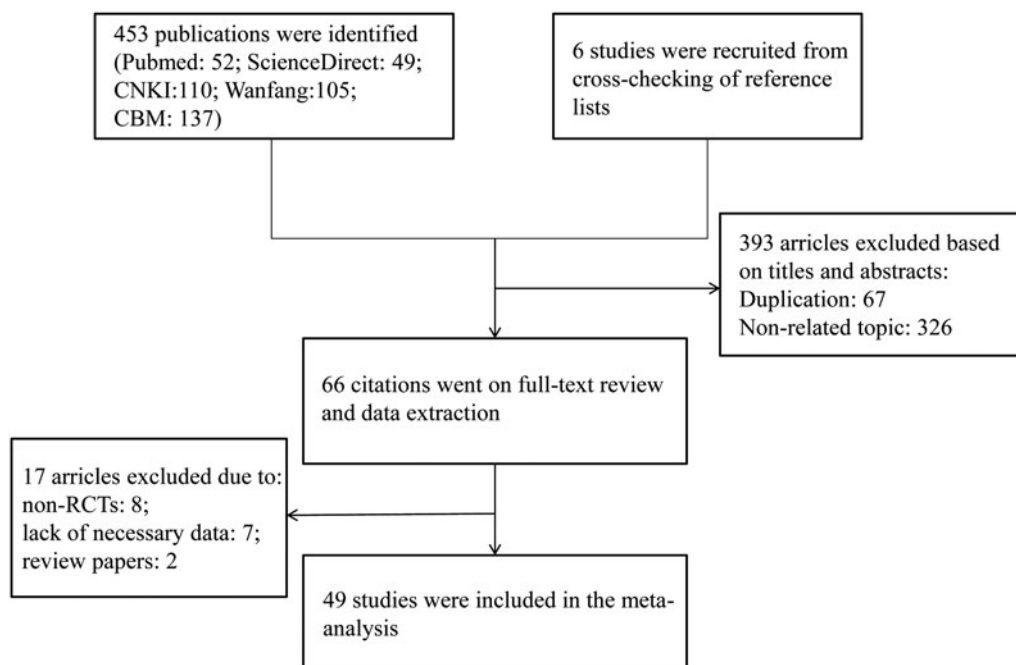 453 publications were identified
(Pubmed: 52; ScienceDirect: 49;
CNKI:110; Wanfang:105;
CBM: 137)
6 studies were recruited from
cross-checking of reference
lists
393 arricles excluded based
on titles and abstracts:
Duplication: 67
Non-related topic: 326
66 citations went on full-text review
and data extraction
17 arricles excluded due to:
non-RCTs: 8;
lack of necessary data: 7;
review papers: 2
49 studies were included in the meta-
analysis